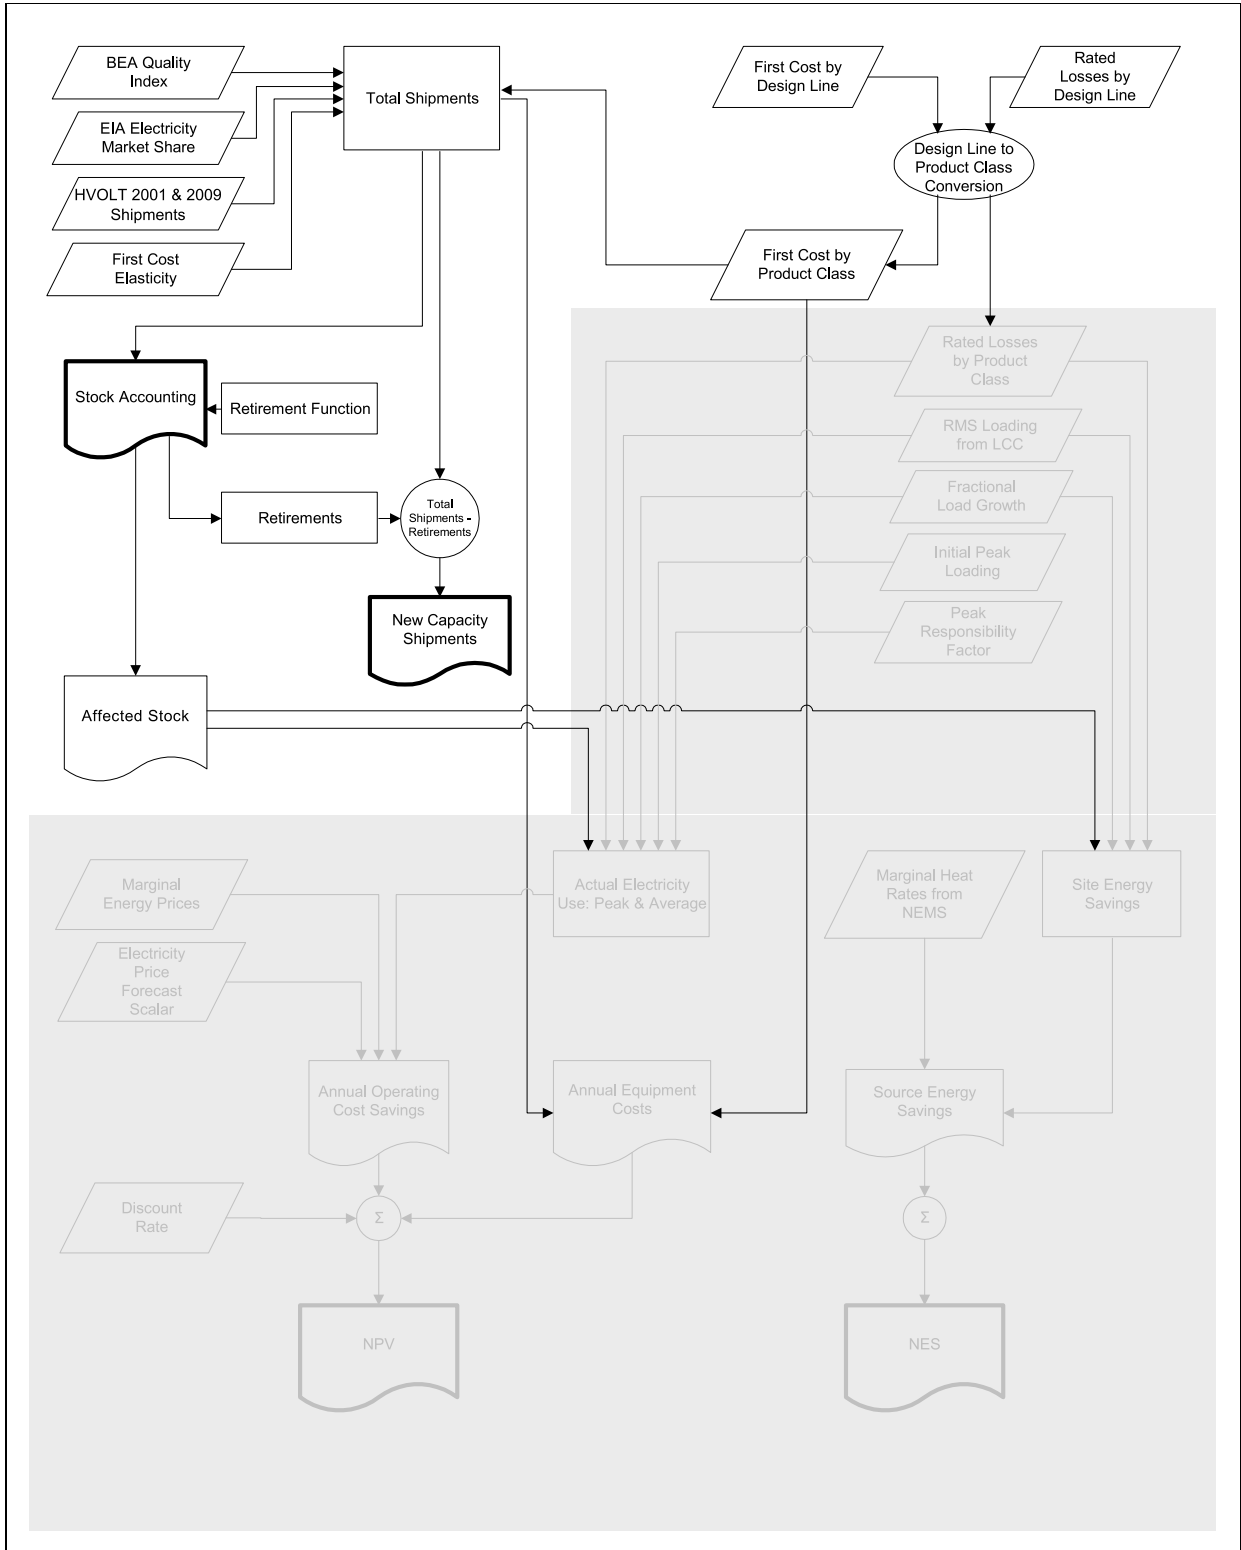 BEA Quality
Index
Total Shipments
First Cost by
Design Line
Rated
Losses by
Design Line
EIA Electricity
Market Share
Design Line to
Product Class
Conversion
HVOLT 2001 & 2009
Shipments
First Cost
Elasticity
First Cost by
Product Class
Rated Losses
by Product
Class
Stock Accounting
Retirement Function
RMS Loading
from LCC
Fractional
Load Growth
Retirements
Total
Shipments -
Retirements
Initial Peak
Loading
New Capacity
Shipments
Peak
Responsibility
Factor
Affected Stock
Marginal
Energy Prices
Actual Electricity
Use: Peak & Average
Marginal Heat
Rates from
NEMS
Site Energy
Savings
Electricity
Price
Forecast
Scalar
Annual Operating
Cost Savings
Annual Equipment
Costs
Source Energy
Savings
Discount
Rate
Σ
Σ
NPV
NES